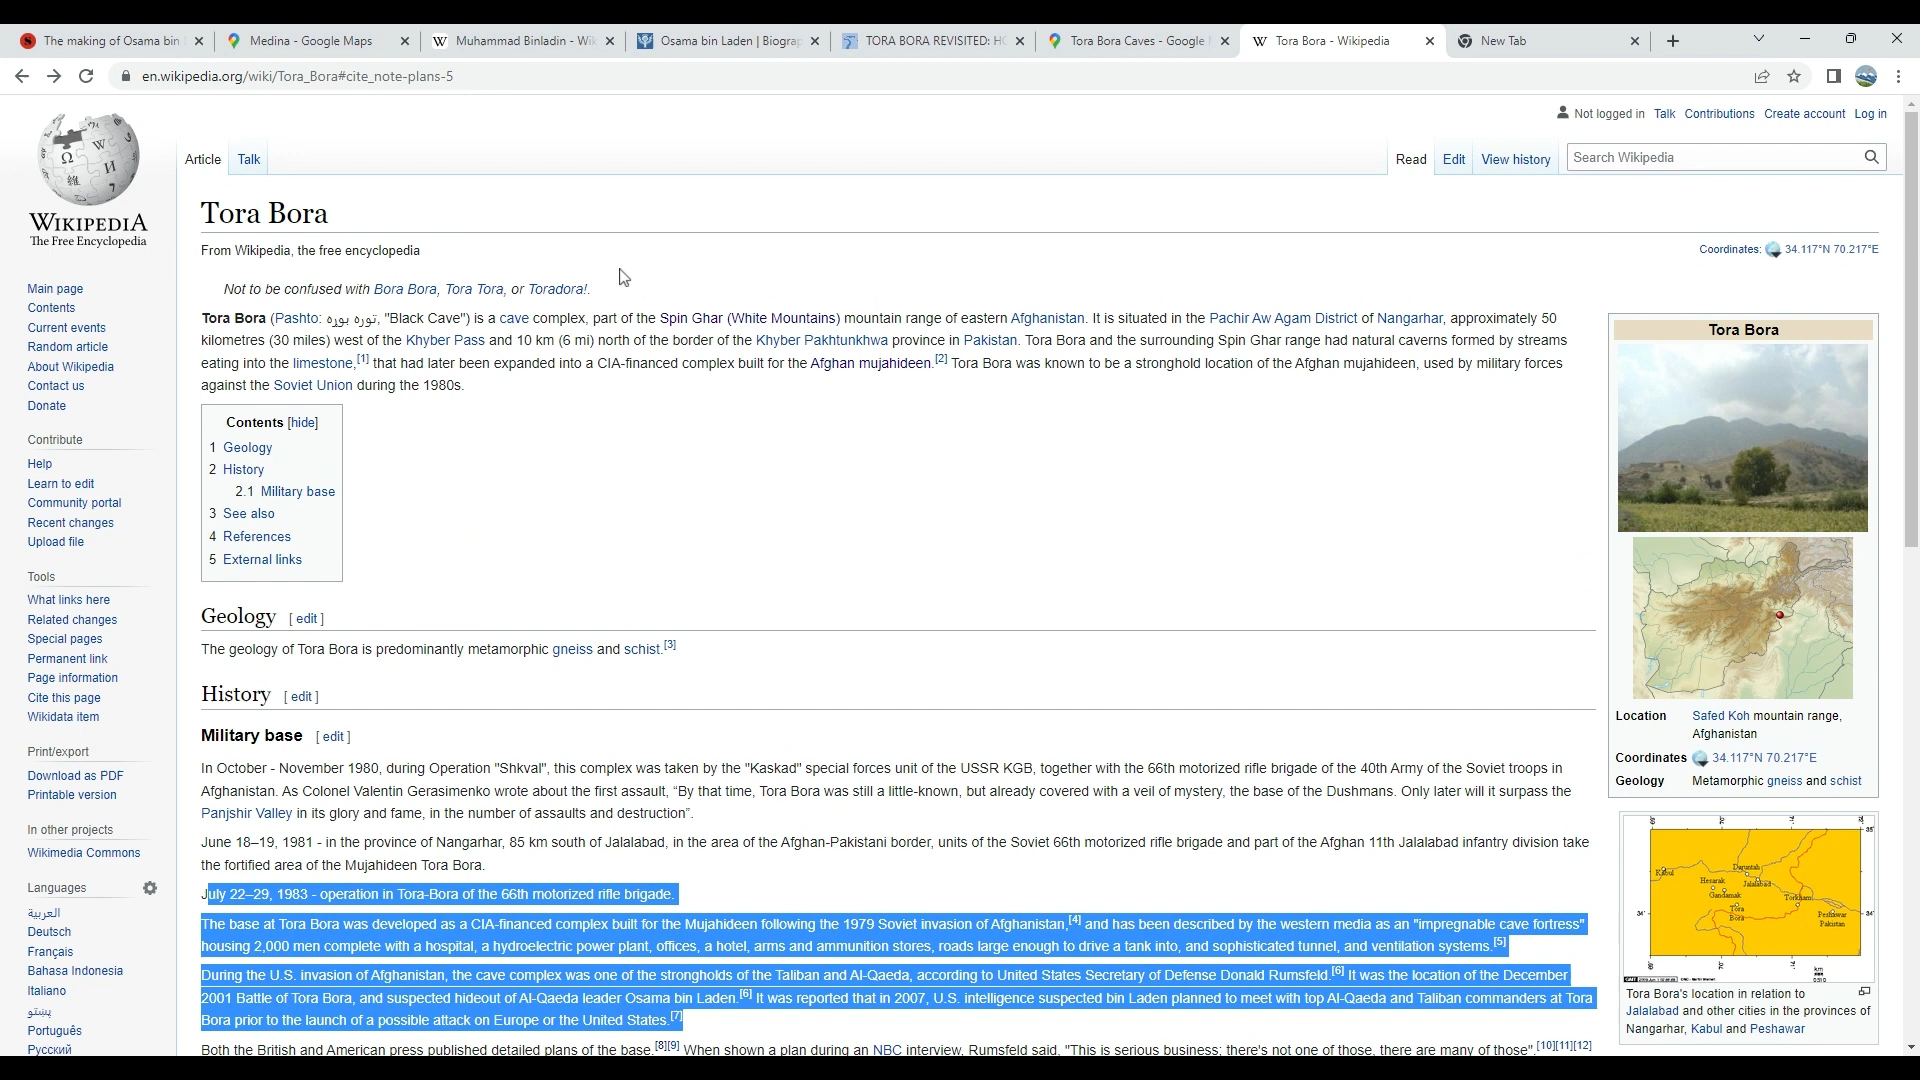 The making of Osama bin
Medina - Google Maps
Muhammad Binladin - Wik
Osama bin Laden | Biograp
TORA BORA REVISITED: HO
Tora Bora Caves - Google
Tora Bora - Wikipedia
New Tab
en.wikipedia.org/wiki/Tora_Bora#cite_note-plans-5
Not logged in Talk Contributions Create account Log in
Article Talk
Read Edit View history Search Wikipedia
WIKIPEDIA
The Free Encyclopedia
Main page
Contents
Current events
Random article
About Wikipedia
Contact us
Donate
Contribute
Help
Learn to edit
Community portal
Recent changes
Upload file
Tools
What links here
Related changes
Special pages
Permanent link
Page information
Cite this page
Wikidata item
Print/export
Download as PDF
Printable version
In other projects
Wikimedia Commons
Languages
العربية
Deutsch
Français
Bahasa Indonesia
Italiano
پښتو
Português
Русский
Tora Bora
From Wikipedia, the free encyclopedia
Coordinates: 34.117°N 70.217°E
Not to be confused with Bora Bora, Tora Tora, or Toradora!.
Tora Bora (Pashto: توره بوړه, "Black Cave") is a cave complex, part of the Spin Ghar (White Mountains) mountain range of eastern Afghanistan. It is situated in the Pachir Aw Agam District of Nangarhar, approximately 50
kilometres (30 miles) west of the Khyber Pass and 10 km (6 mi) north of the border of the Khyber Pakhtunkhwa province in Pakistan. Tora Bora and the surrounding Spin Ghar range had natural caverns formed by streams
eating into the limestone,[1] that had later been expanded into a CIA-financed complex built for the Afghan mujahideen.[2] Tora Bora was known to be a stronghold location of the Afghan mujahideen, used by military forces
against the Soviet Union during the 1980s.
Contents [hide]
1 Geology
2 History
2.1 Military base
3 See also
4 References
5 External links
Geology [ edit ]
The geology of Tora Bora is predominantly metamorphic gneiss and schist.[3]
History [ edit ]
Military base [ edit ]
In October - November 1980, during Operation "Shkval", this complex was taken by the "Kaskad" special forces unit of the USSR KGB, together with the 66th motorized rifle brigade of the 40th Army of the Soviet troops in
Afghanistan. As Colonel Valentin Gerasimenko wrote about the first assault, “By that time, Tora Bora was still a little-known, but already covered with a veil of mystery, the base of the Dushmans. Only later will it surpass the
Panjshir Valley in its glory and fame, in the number of assaults and destruction”.
June 18–19, 1981 - in the province of Nangarhar, 85 km south of Jalalabad, in the area of the Afghan-Pakistani border, units of the Soviet 66th motorized rifle brigade and part of the Afghan 11th Jalalabad infantry division take
the fortified area of the Mujahideen Tora Bora.
July 22–29, 1983 - operation in Tora-Bora of the 66th motorized rifle brigade.
The base at Tora Bora was developed as a CIA-financed complex built for the Mujahideen following the 1979 Soviet invasion of Afghanistan,[4] and has been described by the western media as an "impregnable cave fortress"
housing 2,000 men complete with a hospital, a hydroelectric power plant, offices, a hotel, arms and ammunition stores, roads large enough to drive a tank into, and sophisticated tunnel, and ventilation systems.[5]
During the U.S. invasion of Afghanistan, the cave complex was one of the strongholds of the Taliban and Al-Qaeda, according to United States Secretary of Defense Donald Rumsfeld.[6] It was the location of the December
2001 Battle of Tora Bora, and suspected hideout of Al-Qaeda leader Osama bin Laden.[6] It was reported that in 2007, U.S. intelligence suspected bin Laden planned to meet with top Al-Qaeda and Taliban commanders at Tora
Bora prior to the launch of a possible attack on Europe or the United States.[7]
Both the British and American press published detailed plans of the base.[8][9] When shown a plan during an NBC interview, Rumsfeld said, "This is serious business; there's not one of those, there are many of those".[10][11][12]
Tora Bora
Location Safed Koh mountain range,
Afghanistan
Coordinates 34.117°N 70.217°E
Geology Metamorphic gneiss and schist
Kabul
Daruntah
Hesarak
Jalalabad
Gandamak
Torkham
Tora
Bora
Peshawar
Pakistan
34°
km
Tora Bora's location in relation to
Jalalabad and other cities in the provinces of
Nangarhar, Kabul and Peshawar